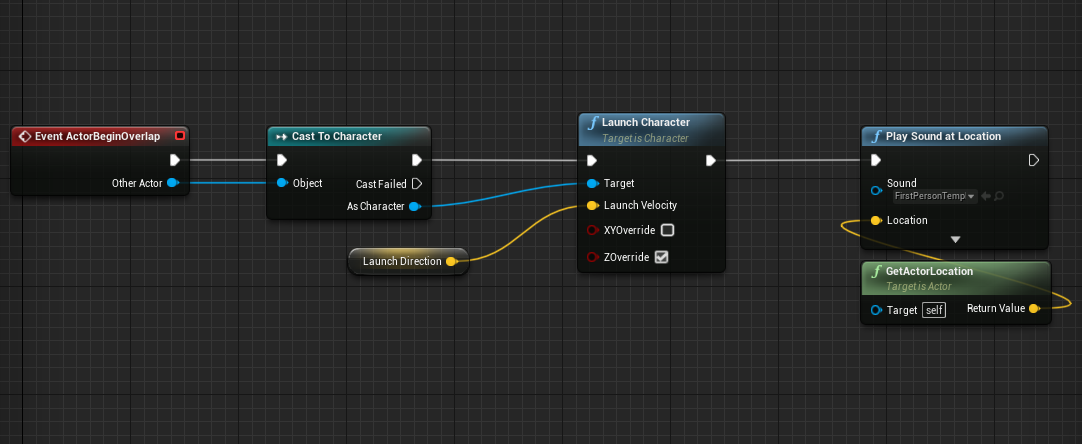 Event ActorBeginOverlap
Other Actor
Cast To Character
Object
Cast Failed
As Character
Launch Direction
Launch Character
Target is Character
Target
Launch Velocity
XYOverride
ZOverride
Play Sound at Location
Sound
FirstPersonTemp
Location
GetActorLocation
Target is Actor
Target self
Return Value